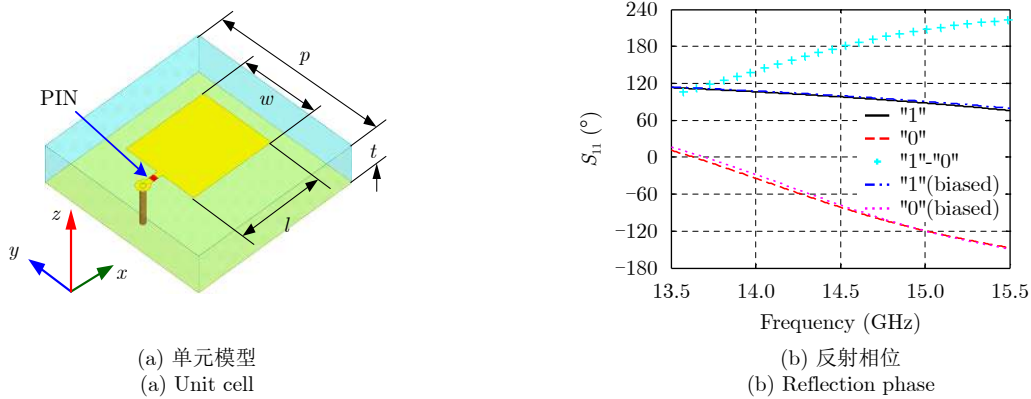 PIN
p
w
t
l
z
y
x
(a) 单元模型
(a) Unit cell
240
180
120
60
0
−60
−120
−180
S11 (°)
"1"
"0"
"1"-"0"
"1"(biased)
"0"(biased)
13.5
14.0
14.5
15.0
15.5
Frequency (GHz)
(b) 反射相位
(b) Reflection phase